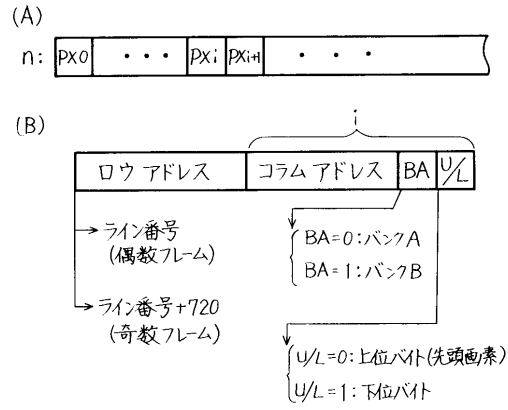 (A)
n: PX0 ・・・ PXi PXi+1 ・ ・ ・
(B)
i
ロウ アドレス コラム アドレス BA U/L
ライン番号
(偶数フレーム)
BA=0:バンクA
BA=1:バンクB
ライン番号+720
(奇数フレーム)
U/L=0:上位バイト(先頭画素)
U/L=1:下位バイト